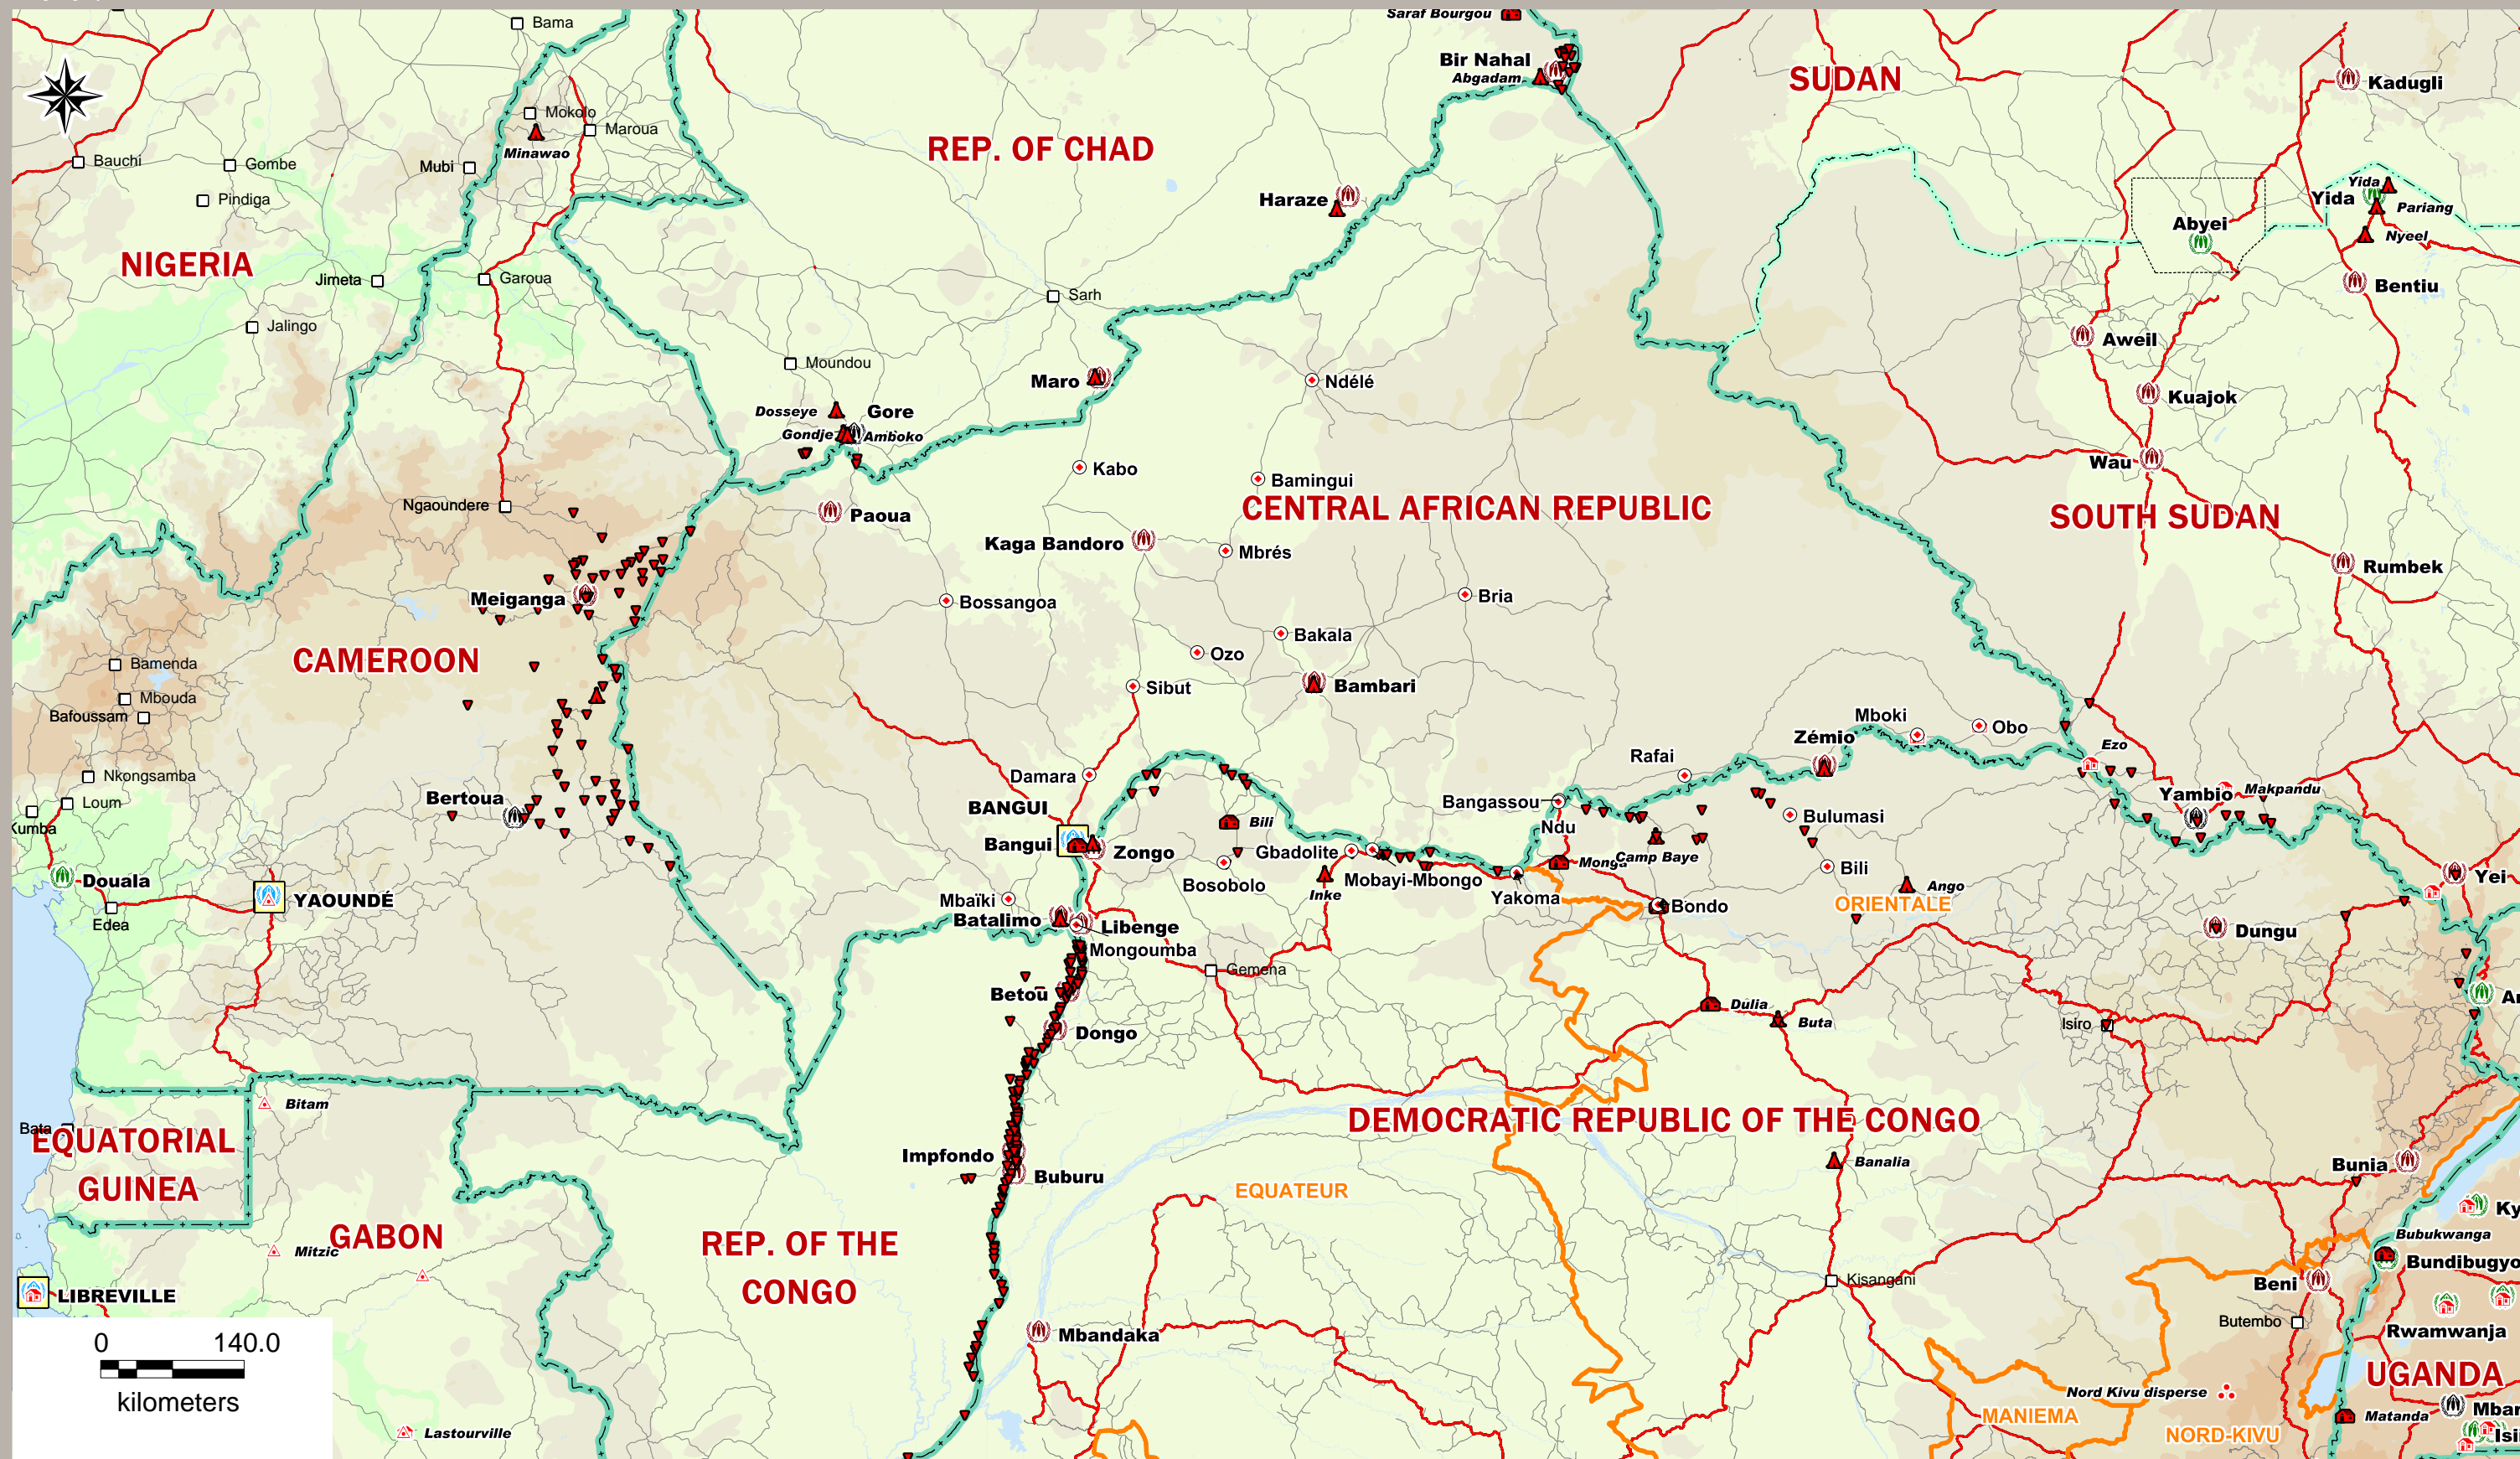 Saraf Bourgou
Bama
Bir Nahal
Abgadam
SUDAN
Kadugli
Mokolo
Maroua
Minawao
REP. OF CHAD
Bauchi
Gombe
Mubi
Pindiga
Haraze
Yida
Yida
Pariang
Abyei
Nyeel
NIGERIA
Jimeta
Garoua
Sarh
Bentiu
Jalingo
Aweil
Moundou
Maro
Ndélé
Kuajok
Dosseye
Gore
Gondje
Amboko
Kabo
Bamingui
Wau
Ngaoundere
CENTRAL AFRICAN REPUBLIC
Paoua
SOUTH SUDAN
Kaga Bandoro
Mbrés
Rumbek
Meiganga
Bossangoa
Bria
Bakala
CAMEROON
Ozo
Bamenda
Sibut
Bambari
Mbouda
Bafoussam
Mboki
Obo
Zémio
Ezo
Rafai
Nkongsamba
Damara
Makpandu
Yambio
Bertoua
Loum
BANGUI
Bangassou
Bulumasi
Kumba
Bili
Ndu
Bangui
Zongo
Gbadolite
Monga
Camp Baye
Bili
Yei
Douala
Bosobolo
Mobayi-Mbongo
Ango
YAOUNDÉ
Mbaïki
Inke
Yakoma
Bondo
ORIENTALE
Edea
Batalimo
Libenge
Dungu
Mongoumba
Gemena
Betou
Dulia
Buta
Isiro
Dongo
Bitam
Bata
EQUATORIAL
GUINEA
DEMOCRATIC REPUBLIC OF THE CONGO
Impfondo
Buburu
Banalia
Bunia
EQUATEUR
Ky
GABON
Mitzic
REP. OF THE
CONGO
Bubukwanga
Bundibugyo
Kisangani
Beni
LIBREVILLE
Butembo
Rwamwanja
Mbandaka
0 140.0
kilometers
UGANDA
Nord Kivu disperse
Mbar
MANIEMA
Matanda
Lastourville
NORD-KIVU